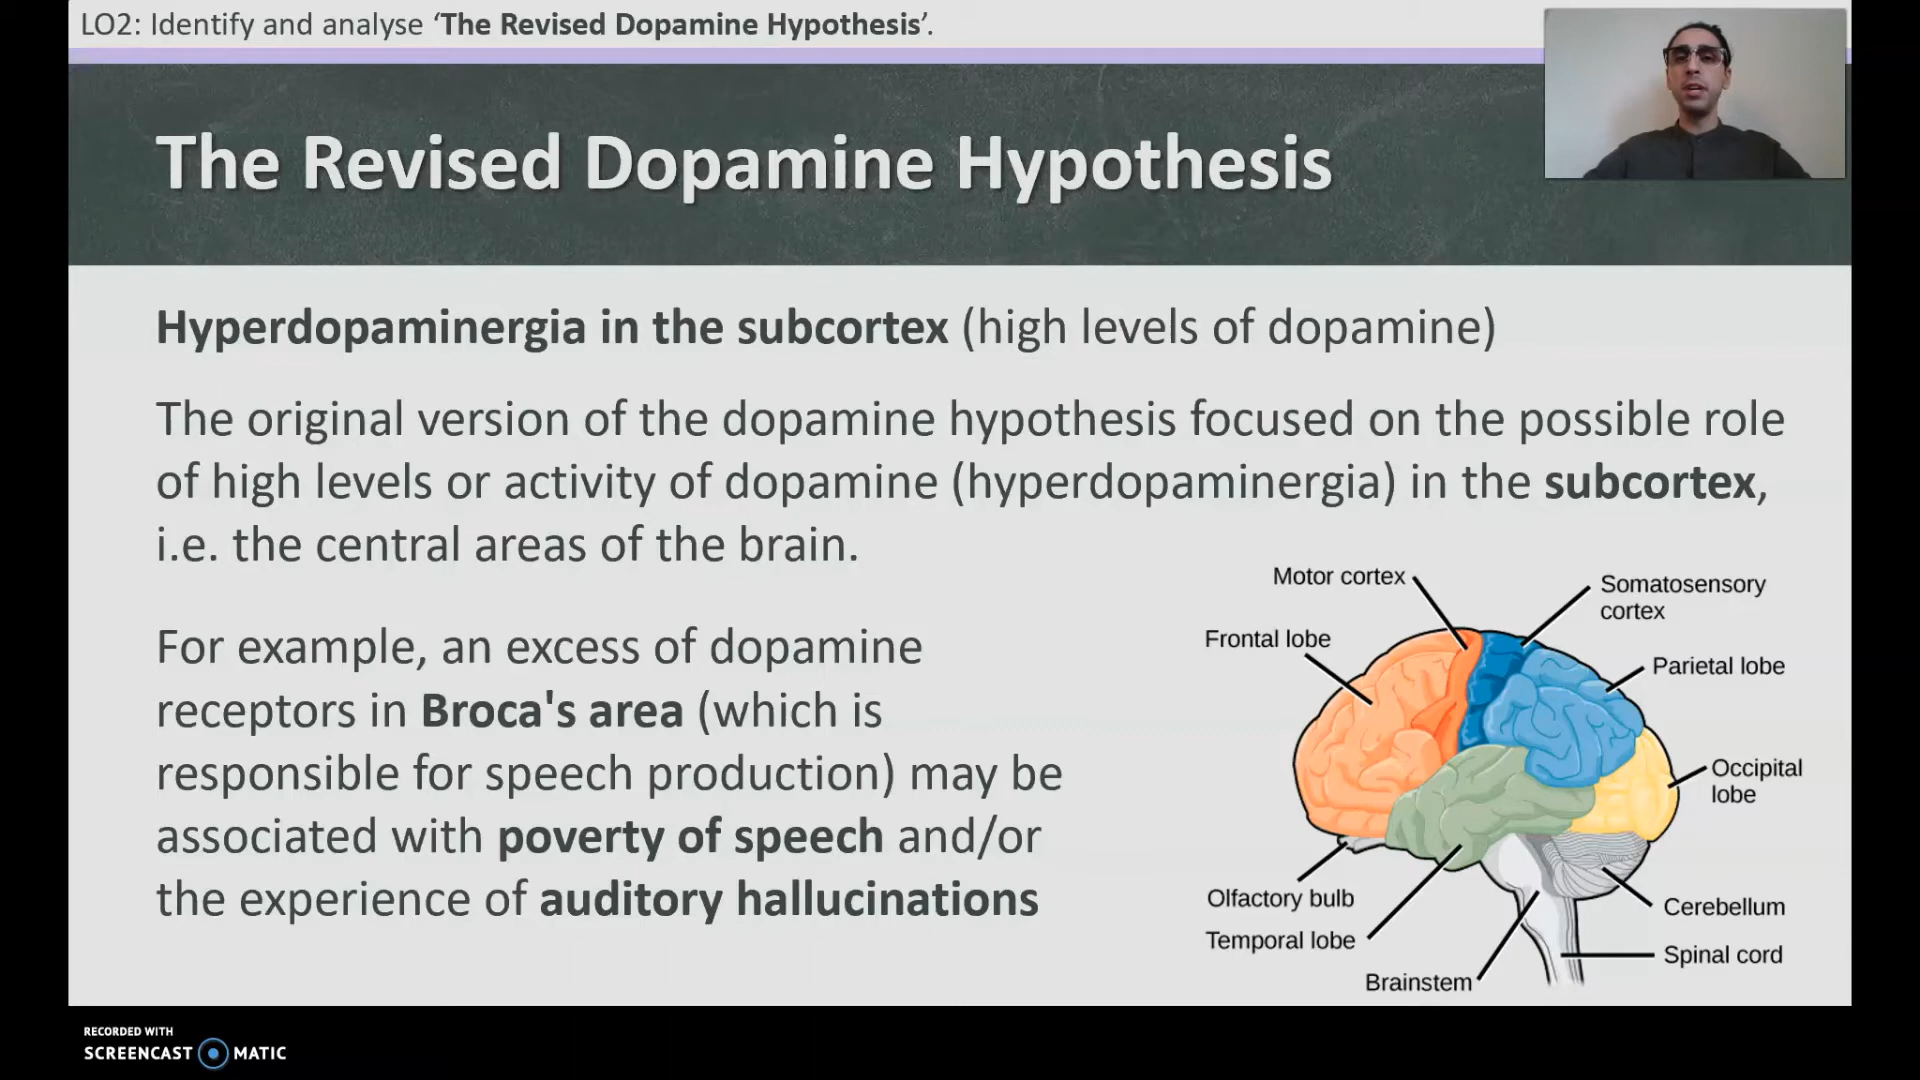 LO2: Identify and analyse ‘The Revised Dopamine Hypothesis’.
The Revised Dopamine Hypothesis
Hyperdopaminergia in the subcortex (high levels of dopamine)
The original version of the dopamine hypothesis focused on the possible role
of high levels or activity of dopamine (hyperdopaminergia) in the subcortex,
i.e. the central areas of the brain.
For example, an excess of dopamine
receptors in Broca's area (which is
responsible for speech production) may be
associated with poverty of speech and/or
the experience of auditory hallucinations
Motor cortex
Somatosensory
cortex
Frontal lobe
Parietal lobe
Occipital
lobe
Olfactory bulb
Cerebellum
Temporal lobe
Spinal cord
Brainstem
RECORDED WITH
SCREENCAST MATIC